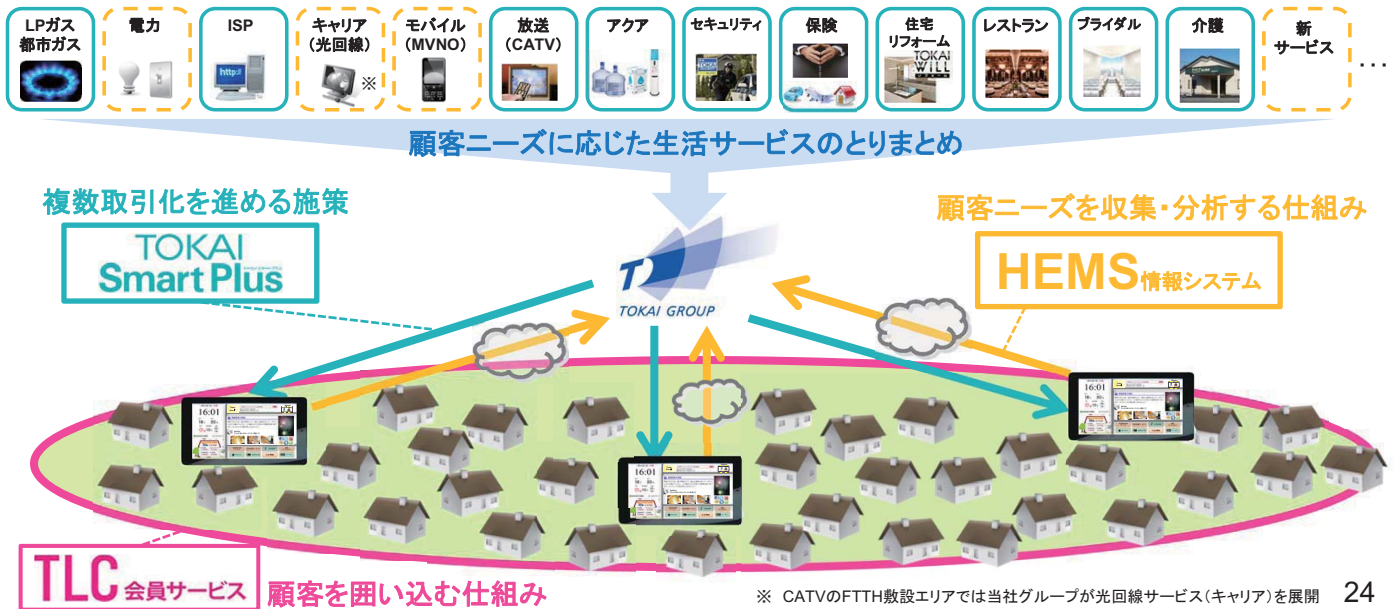 LPガス
都市ガス
電力
ISP
キャリア
(光回線)
モバイル
(MVNO)
放送
(CATV)
アクア
セキュリティ
保険
住宅
リフォーム
レストラン
ブライダル
介護
新
サービス
...
http://
※
TOKAI
TOKAI
WILL
顧客ニーズに応じた生活サービスのとりまとめ
複数取引化を進める施策
TOKAI
Smart Plus
顧客ニーズを収集・分析する仕組み
HEMS情報システム
TOKAI GROUP
16:01
16:01
16:01
TLC会員サービス
顧客を囲い込む仕組み
※ CATVのFTTH敷設エリアでは当社グループが光回線サービス(キャリア)を展開
24